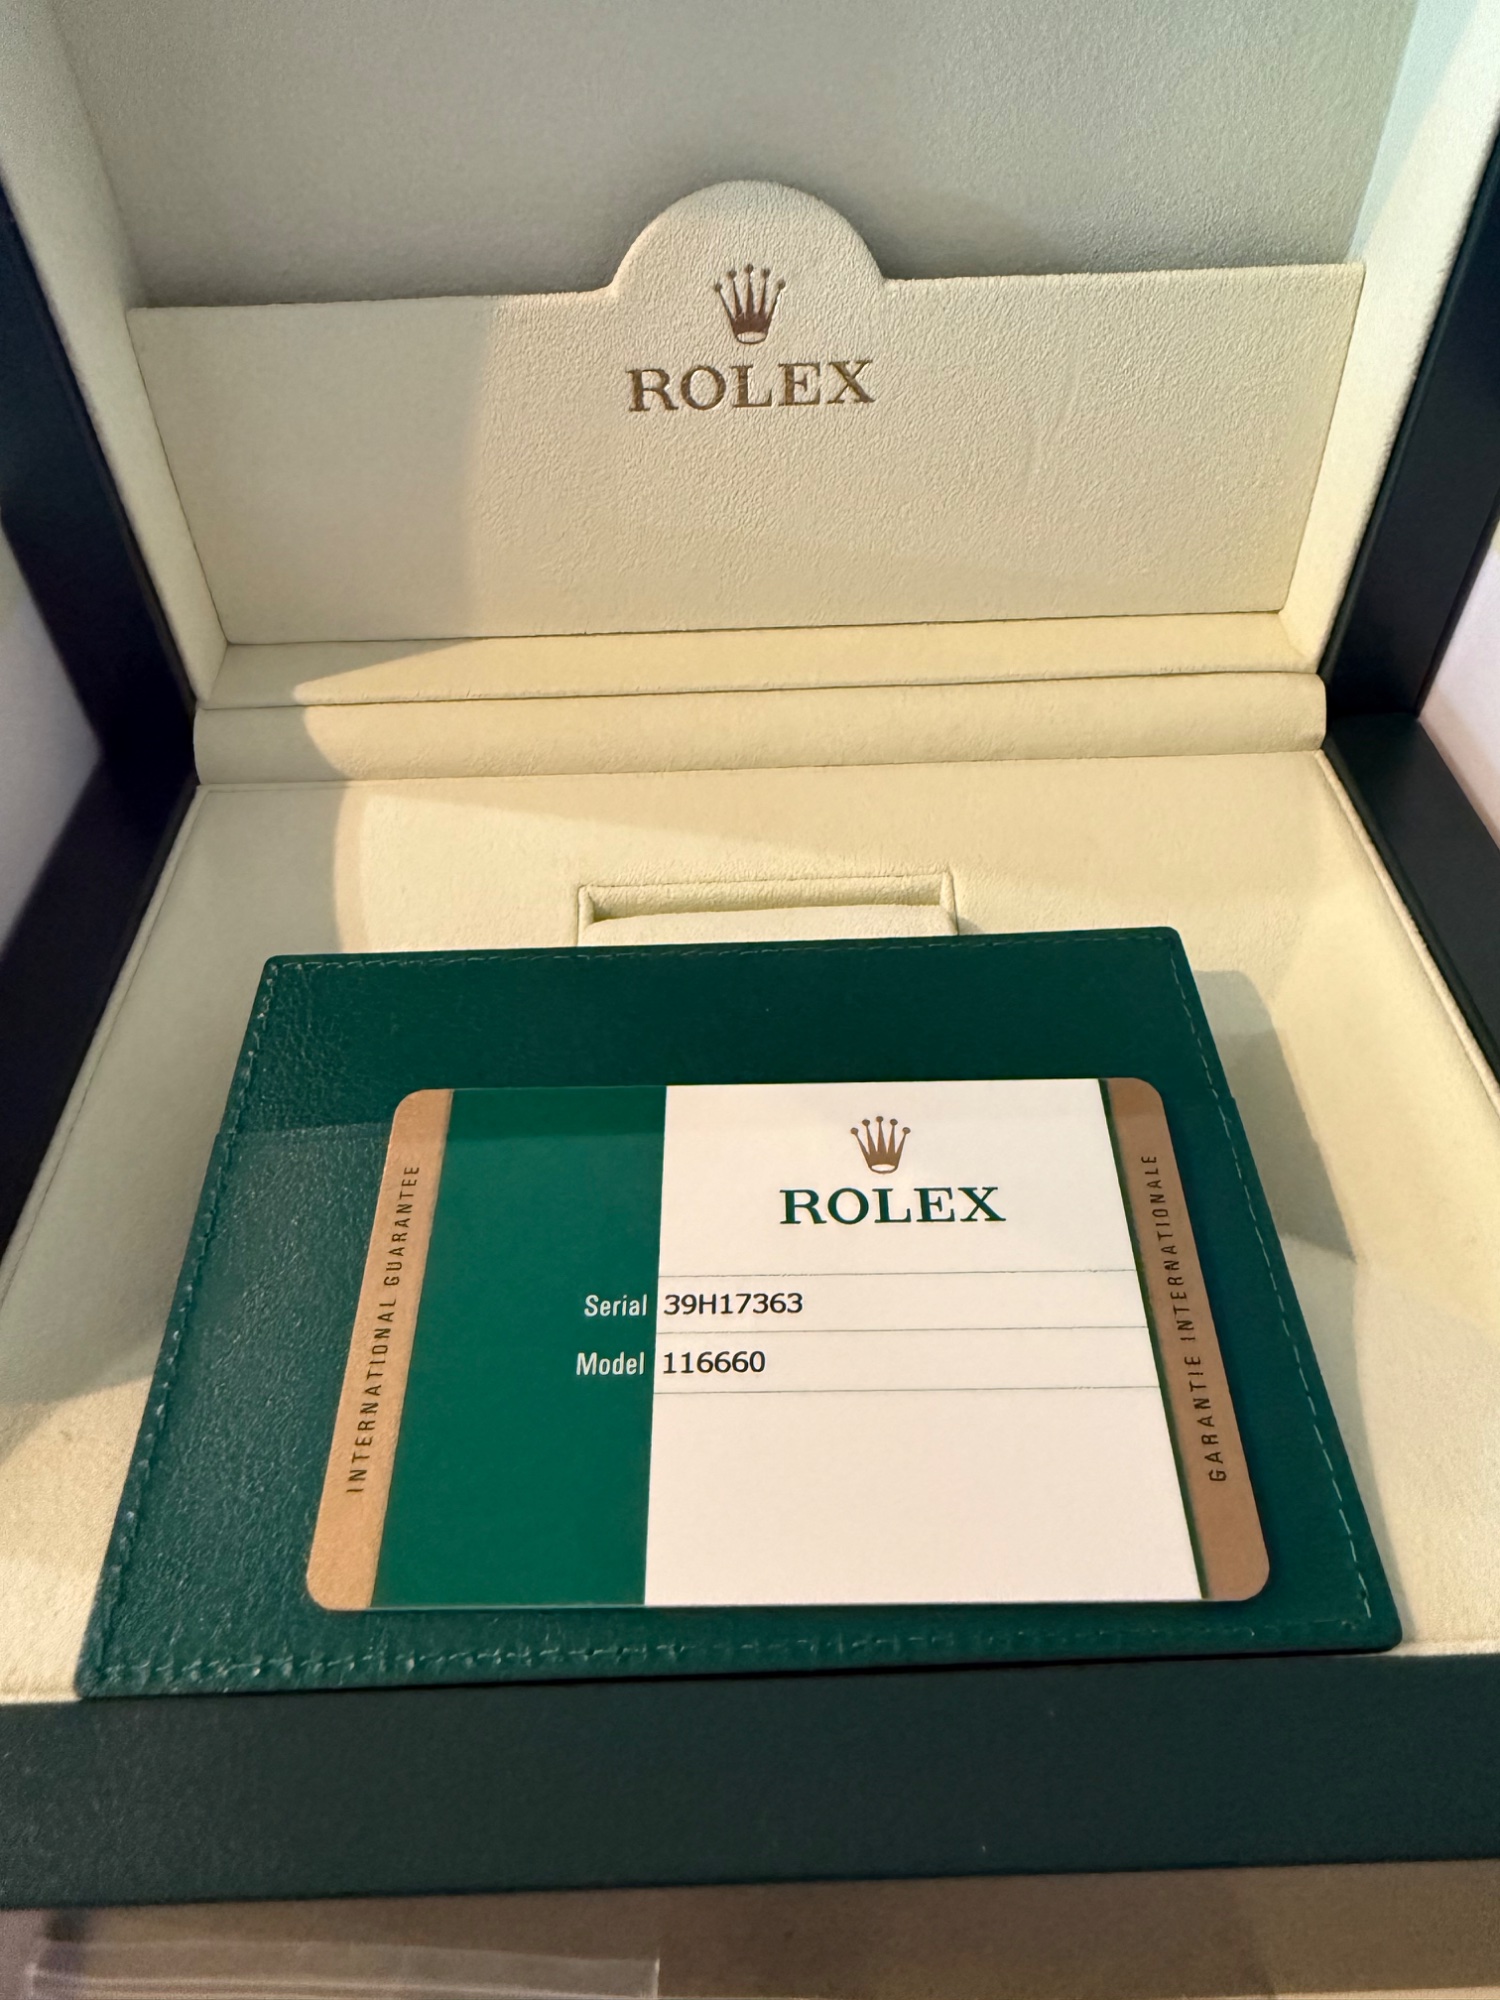 ROLEX
ROLEX
Serial 39H17363
Model 116660
INTERNATIONAL GUARANTEE
GARANTIE INTERNATIONALE